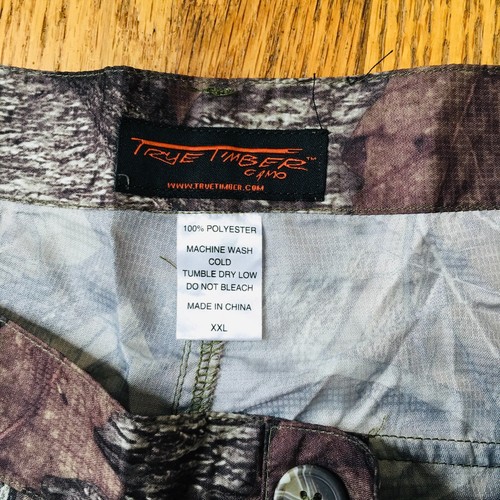 TRUE TIMBER™
CAMO
WWW.TRUETIMBER.COM
100% POLYESTER
MACHINE WASH
COLD
TUMBLE DRY LOW
DO NOT BLEACH
MADE IN CHINA
XXL